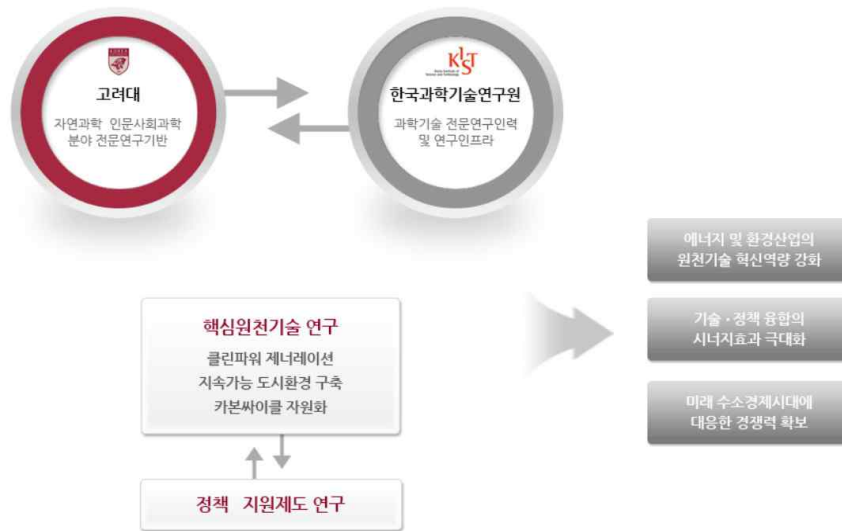 고려대
자연과학 인문사회과학
분야 전문연구기반
KIST
한국과학기술연구원
과학기술 전문연구인력
및 연구인프라
에너지 및 환경산업의
원천기술 혁신역량 강화
핵심원천기술 연구
클린파워 제너레이션
지속가능 도시환경 구축
카본싸이클 자원화
기술·정책 융합의
시너지효과 극대화
미래 수소경제시대에
대응한 경쟁력 확보
정책 지원제도 연구